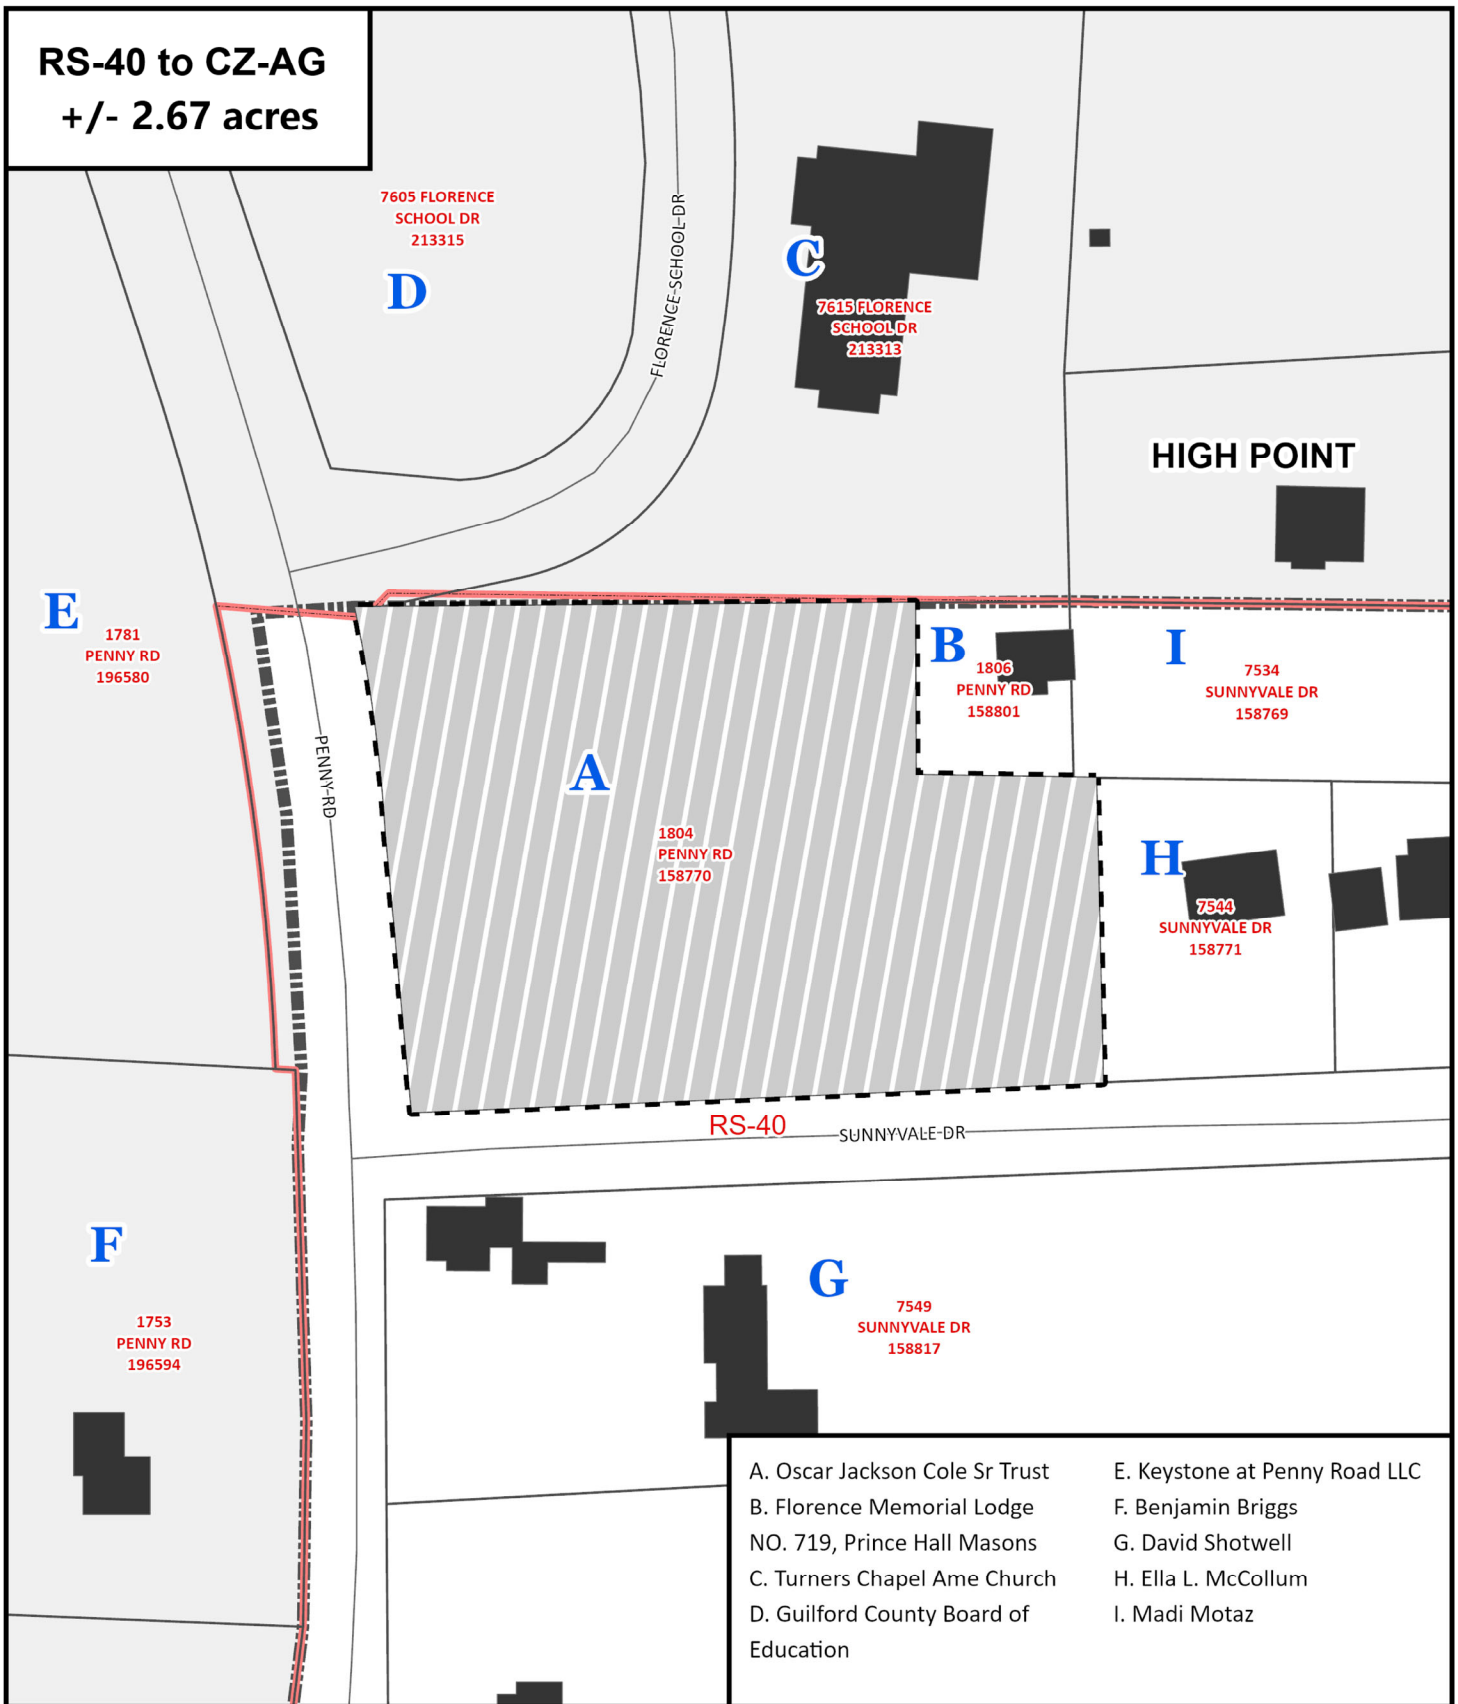 RS-40 to CZ-AG
+/- 2.67 acres
7605 FLORENCE
SCHOOL DR
213315
D
FLORENCE-SCHOOL-DR
C
7615 FLORENCE
SCHOOL DR
213313
HIGH POINT
E
1781
PENNY RD
196580
B
1806
PENNY RD
158801
I
7534
SUNNYVALE DR
158769
PENNY-RD
A
1804
PENNY RD
158770
H
7544
SUNNYVALE DR
158771
RS-40
SUNNYVALE-DR
F
1753
PENNY RD
196594
G
7549
SUNNYVALE DR
158817
A. Oscar Jackson Cole Sr Trust
B. Florence Memorial Lodge
NO. 719, Prince Hall Masons
C. Turners Chapel Ame Church
D. Guilford County Board of
Education
E. Keystone at Penny Road LLC
F. Benjamin Briggs
G. David Shotwell
H. Ella L. McCollum
I. Madi Motaz